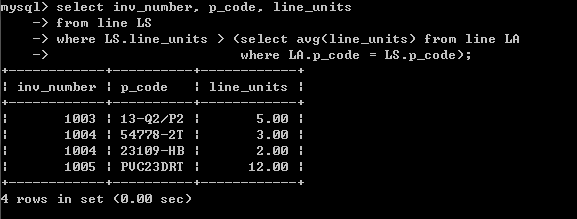 mysql> select inv_number, p_code, line_units
    -> from line LS
    -> where LS.line_units > (select avg(line_units) from line LA
    ->                        where LA.p_code = LS.p_code);
+------------+----------+------------+
| inv_number | p_code   | line_units |
+------------+----------+------------+
|       1003 | 13-Q2/P2 |       5.00 |
|       1004 | 54778-2T |       3.00 |
|       1004 | 23109-HB |       2.00 |
|       1005 | PVC23DRT |      12.00 |
+------------+----------+------------+
4 rows in set (0.00 sec)